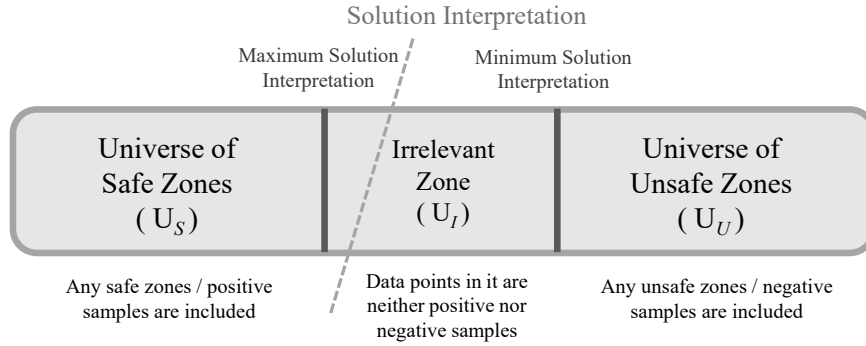 Solution Interpretation
Maximum Solution
Interpretation
Minimum Solution
Interpretation
Universe of
Safe Zones
( U_S )
Irrelevant
Zone
( U_I )
Universe of
Unsafe Zones
( U_U )
Any safe zones / positive
samples are included
Data points in it are
neither positive nor
negative samples
Any unsafe zones / negative
samples are included